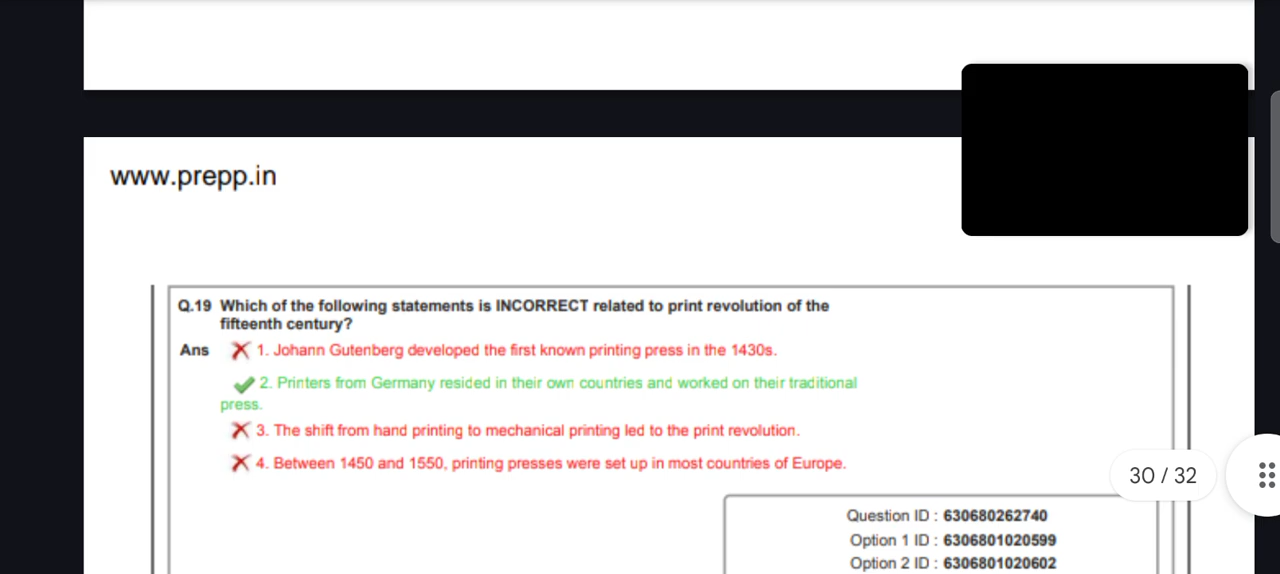 www.prepp.in
Q.19 Which of the following statements is INCORRECT related to print revolution of the
fifteenth century?
Ans 1. Johann Gutenberg developed the first known printing press in the 1430s.
2. Printers from Germany resided in their own countries and worked on their traditional
press.
3. The shift from hand printing to mechanical printing led to the print revolution.
4. Between 1450 and 1550, printing presses were set up in most countries of Europe.
30 / 32
Question ID : 630680262740
Option 1 ID : 6306801020599
Option 2 ID : 6306801020602